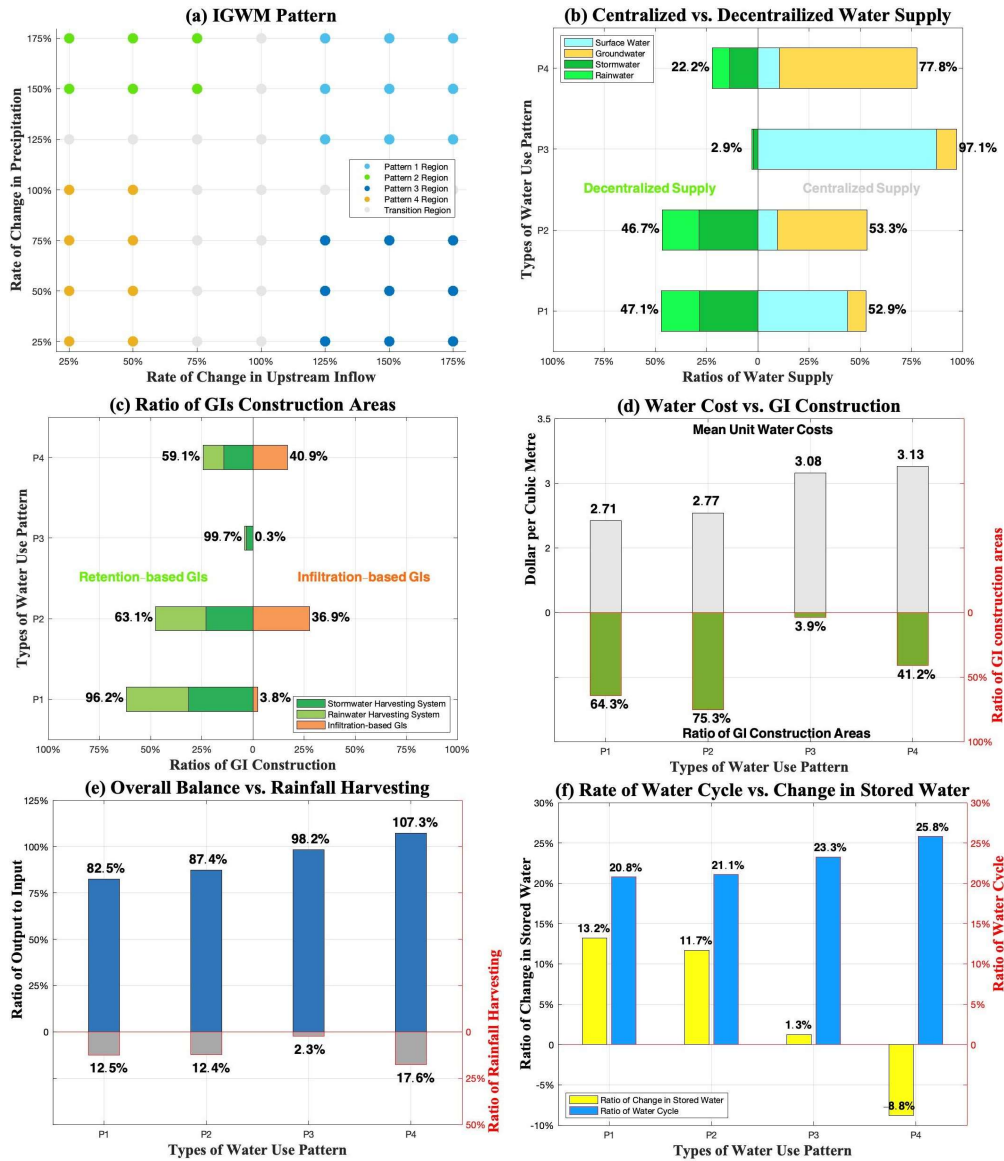 (a) IGWM Pattern
175%
150%
125%
100%
75%
50%
25%
Rate of Change in Precipitation
Pattern 1 Region
Pattern 2 Region
Pattern 3 Region
Pattern 4 Region
Transition Region
25% 50% 75% 100% 125% 150% 175%
Rate of Change in Upstream Inflow
(b) Centralized vs. Decentrailized Water Supply
Surface Water
Groundwater
Stormwater
Rainwater
P4
22.2% 77.8%
P3
2.9% 97.1%
Decentralized Supply Centralized Supply
P2
46.7% 53.3%
P1
47.1% 52.9%
Types of Water Use Pattern
100% 75% 50% 25% 0 25% 50% 75% 100%
Ratios of Water Supply
(c) Ratio of GIs Construction Areas
P4
59.1% 40.9%
P3
99.7% 0.3%
Retention-based GIs Infiltration-based GIs
P2
63.1% 36.9%
P1
96.2% 3.8%
Types of Water Use Pattern
Stormwater Harvesting System
Rainwater Harvesting System
Infiltration-based GIs
100% 75% 50% 25% 0 25% 50% 75% 100%
Ratios of GI Construction
(d) Water Cost vs. GI Construction
Mean Unit Water Costs
3.5
3
2
0
Dollar per Cubic Metre
2.71 2.77 3.08 3.13
64.3% 75.3% 3.9% 41.2%
Ratio of GI Construction Areas
0
50%
100%
Ratio of GI construction areas
P1 P2 P3 P4
Types of Water Use Pattern
(e) Overall Balance vs. Rainfall Harvesting
125%
100%
75%
50%
25%
0
Ratio of Output to Input
82.5% 87.4% 98.2% 107.3%
12.5% 12.4% 2.3% 17.6%
0
25%
50%
Ratio of Rainfall Harvesting
P1 P2 P3 P4
Types of Water Use Pattern
(f) Rate of Water Cycle vs. Change in Stored Water
30%
20%
15%
10%
5%
0
-5%
-10%
Ratio of Change in Stored Water
13.2% 20.8% 11.7% 21.1% 1.3% 23.3% -8.8% 25.8%
Ratio of Change in Stored Water
Ratio of Water Cycle
30%
20%
10%
5%
0
Ratio of Water Cycle
P1 P2 P3 P4
Types of Water Use Pattern